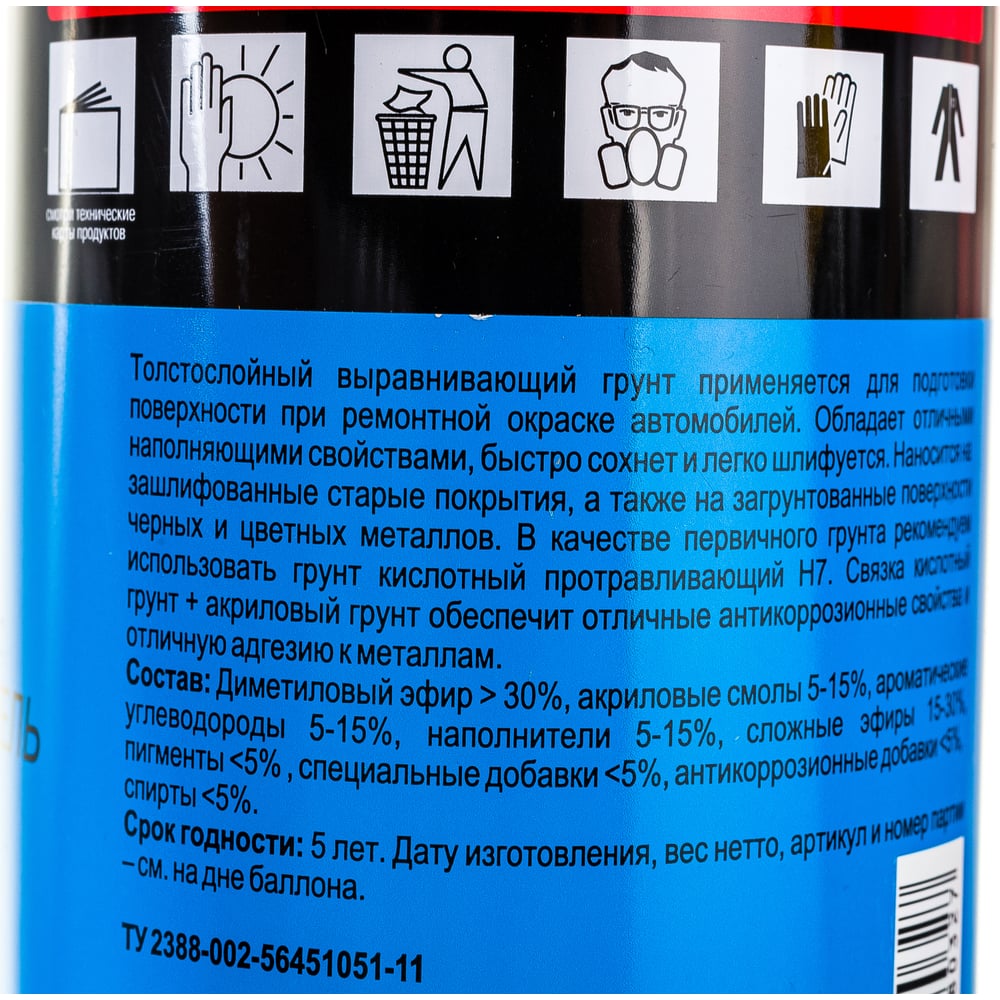 смотри технические
карты продуктов
Толстослойный выравнивающий грунт применяется для подготовки
поверхности при ремонтной окраске автомобилей. Обладает отличными
наполняющими свойствами, быстро сохнет и легко шлифуется. Наносится на
зашлифованные старые покрытия, а также на загрунтованные поверхности
черных и цветных металлов. В качестве первичного грунта рекомендуем
использовать грунт кислотный протравливающий H7. Связка кислотный
грунт + акриловый грунт обеспечит отличные антикоррозионные свойства и
отличную адгезию к металлам.
Состав: Диметиловый эфир > 30%, акриловые смолы 5-15%, ароматические
углеводороды 5-15%, наполнители 5-15%, сложные эфиры 15-30%,
пигменты <5% , специальные добавки <5%, антикоррозионные добавки <5%,
спирты <5%.
Срок годности: 5 лет. Дату изготовления, вес нетто, артикул и номер партии
– см. на дне баллона.
ТУ 2388-002-56451051-11